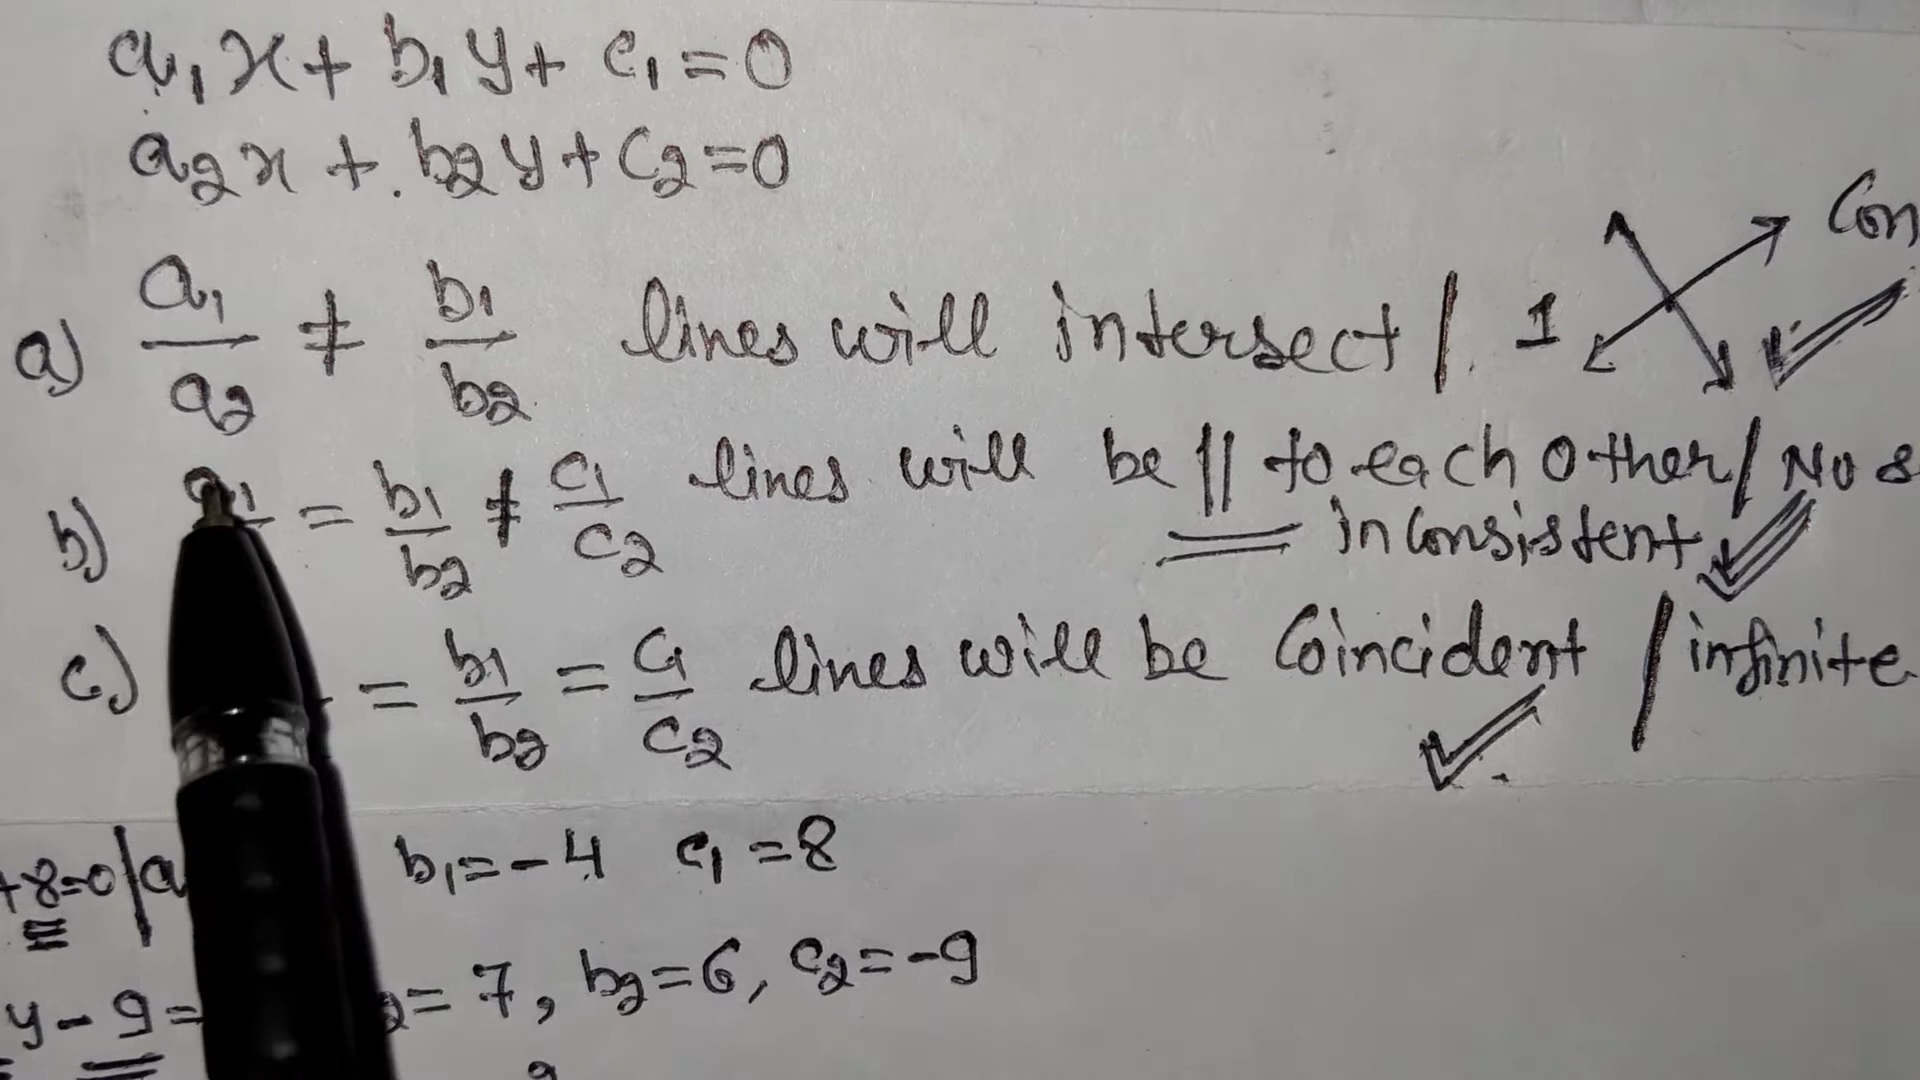 a₁x + b₁y + c₁ = 0
a₂x + b₂y + c₂ = 0
a) a₁/a₂ ≠ b₁/b₂ lines will intersect / 1
b) = b₁/b₂ ≠ c₁/c₂ lines will be || to each other / No
inconsistent
c) = b₁/b₂ = c₁/c₂ lines will be Coincident / infinite
+8=0 | a b₁ = -4 c₁ = 8
y - 9 = = 7, b₂ = 6, c₂ = -9